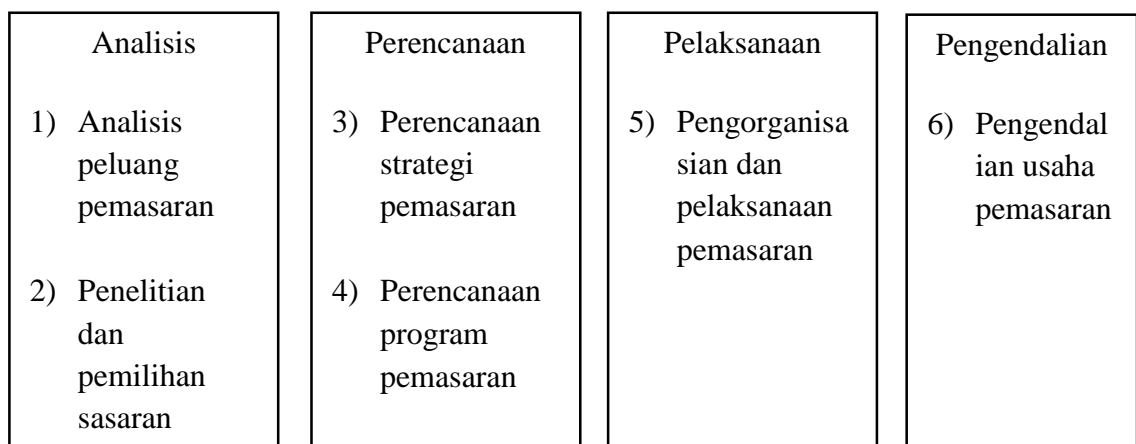 Analisis
1) Analisis
peluang
pemasaran
2) Penelitian
dan
pemilihan
sasaran
Perencanaan
3) Perencanaan
strategi
pemasaran
4) Perencanaan
program
pemasaran
Pelaksanaan
5) Pengorganisa
sian dan
pelaksanaan
pemasaran
Pengendalian
6) Pengendal
ian usaha
pemasaran